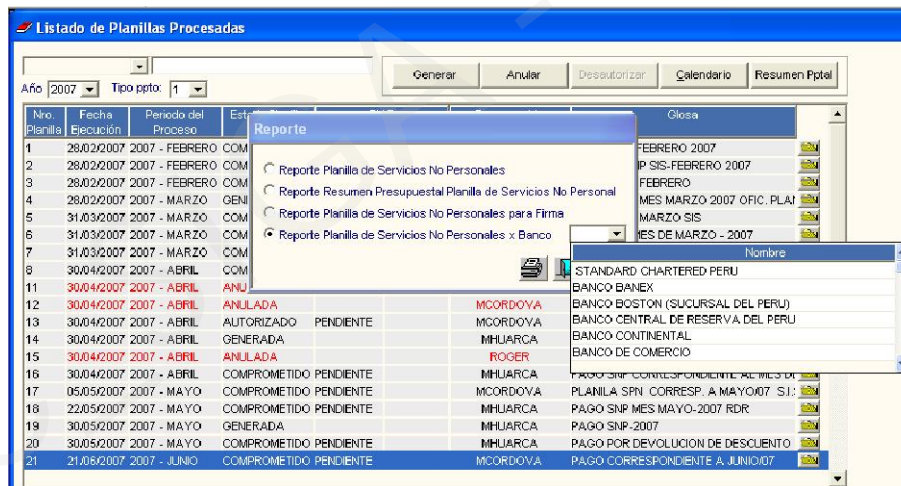 Listado de Planillas Procesadas
Generar Anular Desautorizar Calendario Resumen Pptal
Año 2007 Tipo ppto: 1
Nro. Planilla Fecha Ejecución Periodo del Proceso Glosa
Reporte
Reporte Planilla de Servicios No Personales
Reporte Resumen Presupuestal Planilla de Servicios No Personal
Reporte Planilla de Servicios No Personales para Firma
Reporte Planilla de Servicios No Personales x Banco
Nombre
STANDARD CHARTERED PERU
BANCO BANEX
BANCO BOSTON (SUCURSAL DEL PERU)
BANCO CENTRAL DE RESERVA DEL PERU
BANCO CONTINENTAL
BANCO DE COMERCIO
1 28/02/2007 2007 - FEBRERO COM FEBRERO 2007
2 28/02/2007 2007 - FEBRERO COM P SIS-FEBRERO 2007
3 28/02/2007 2007 - FEBRERO COM FEBRERO
4 28/02/2007 2007 - MARZO GENI MES MARZO 2007 OFIC. PLA
5 31/03/2007 2007 - MARZO COM MARZO SIS
6 31/03/2007 2007 - MARZO COM MES DE MARZO - 2007
7 31/03/2007 2007 - MARZO COM
8 30/04/2007 2007 - ABRIL COM
11 30/04/2007 2007 - ABRIL ANU
12 30/04/2007 2007 - ABRIL ANULADA MCORDOVA
13 30/04/2007 2007 - ABRIL AUTORIZADO PENDIENTE MCORDOVA
14 30/04/2007 2007 - ABRIL GENERADA MHUARCA
15 30/04/2007 2007 - ABRIL ANULADA ROGER
16 30/04/2007 2007 - ABRIL COMPROMETIDO PENDIENTE MHUARCA PAGO SNP CORRESPONDIENTE AL MES DE
17 05/05/2007 2007 - MAYO COMPROMETIDO PENDIENTE MCORDOVA PLANILA SPN CORRESP. A MAYO/07 S.I.
18 22/05/2007 2007 - MAYO COMPROMETIDO PENDIENTE MHUARCA PAGO SNP MES MAYO-2007 RDR
19 30/05/2007 2007 - MAYO GENERADA MHUARCA PAGO SNP-2007
20 30/05/2007 2007 - MAYO COMPROMETIDO PENDIENTE MHUARCA PAGO POR DEVOLUCION DE DESCUENTO
21 21/06/2007 2007 - JUNIO COMPROMETIDO PENDIENTE MCORDOVA PAGO CORRESPONDIENTE A JUNIO/07